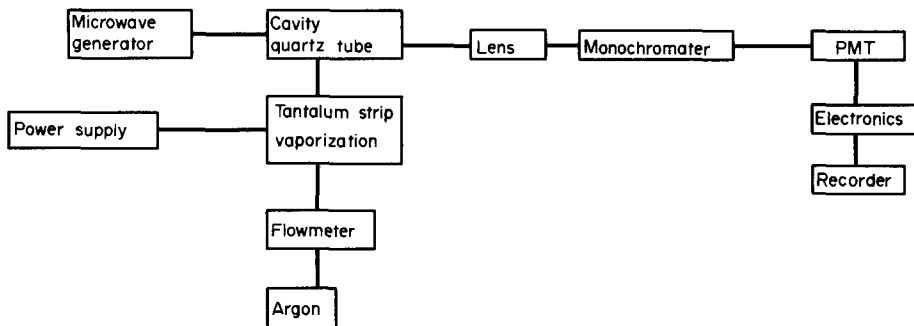 Microwave
generator
Cavity
quartz tube
Lens
Monochromater
PMT
Power supply
Tantalum strip
vaporization
Electronics
Recorder
Flowmeter
Argon